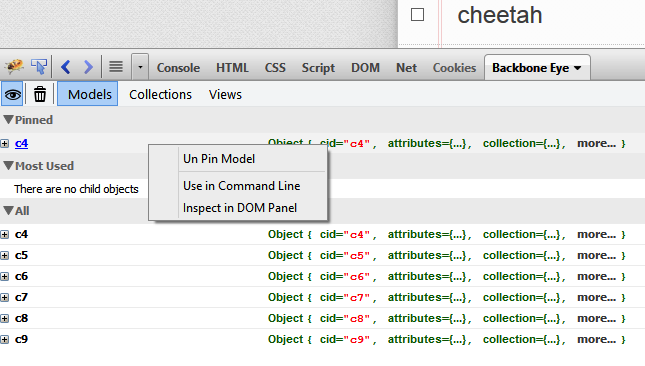 cheetah
Console HTML CSS Script DOM Net Cookies Backbone Eye
Models Collections Views
Pinned
c4 Object { cid="c4", attributes={...}, collection={...}, more... }
Un Pin Model
Most Used
Use in Command Line
There are no child objects
Inspect in DOM Panel
All
c4 Object { cid="c4", attributes={...}, collection={...}, more... }
c5 Object { cid="c5", attributes={...}, collection={...}, more... }
c6 Object { cid="c6", attributes={...}, collection={...}, more... }
c7 Object { cid="c7", attributes={...}, collection={...}, more... }
c8 Object { cid="c8", attributes={...}, collection={...}, more... }
c9 Object { cid="c9", attributes={...}, collection={...}, more... }